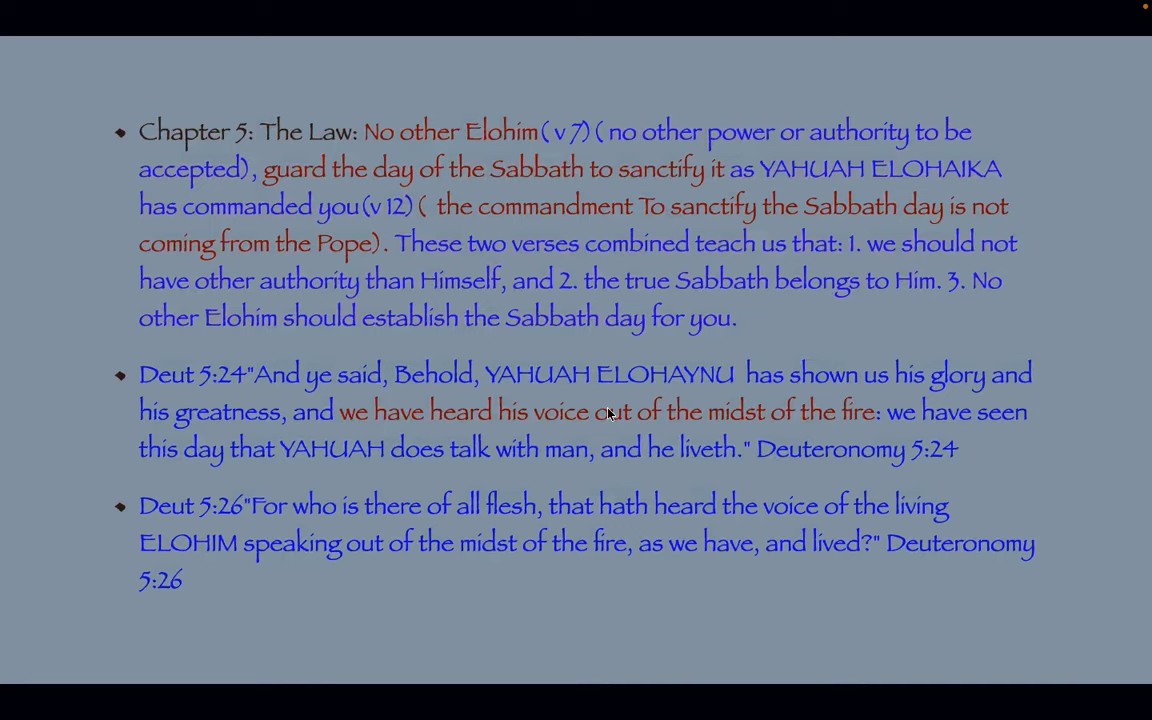 Chapter 5: The Law: No other Elohim( v 7) ( no other power or authority to be
accepted), guard the day of the Sabbath to sanctify it as YAHUAH ELOHAIKA
has commanded you(v 12) (  the commandment To sanctify the Sabbath day is not
coming from the Pope). These two verses combined teach us that: 1. we should not
have other authority than Himself, and 2. the true Sabbath belongs to Him. 3. No
other Elohim should establish the Sabbath day for you.
Deut 5:24"And ye said, Behold, YAHUAH ELOHAYNU  has shown us his glory and
his greatness, and we have heard his voice out of the midst of the fire: we have seen
this day that YAHUAH does talk with man, and he liveth." Deuteronomy 5:24
Deut 5:26"For who is there of all flesh, that hath heard the voice of the living
ELOHIM speaking out of the midst of the fire, as we have, and lived?" Deuteronomy
5:26